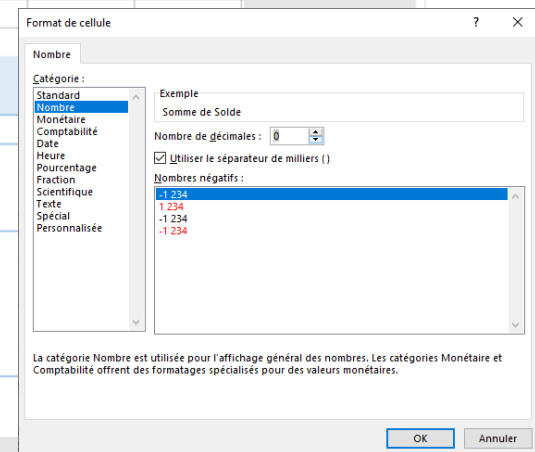 Format de cellule
Nombre
Catégorie :
Standard
Nombre
Monétaire
Comptabilité
Date
Heure
Pourcentage
Fraction
Scientifique
Texte
Spécial
Personnalisée
Exemple
Somme de Solde
Nombre de décimales : 0
Utiliser le séparateur de milliers ( )
Nombres négatifs :
-1 234
1 234
-1 234
-1 234
La catégorie Nombre est utilisée pour l'affichage général des nombres. Les catégories Monétaire et
Comptabilité offrent des formatages spécialisés pour des valeurs monétaires.
OK Annuler